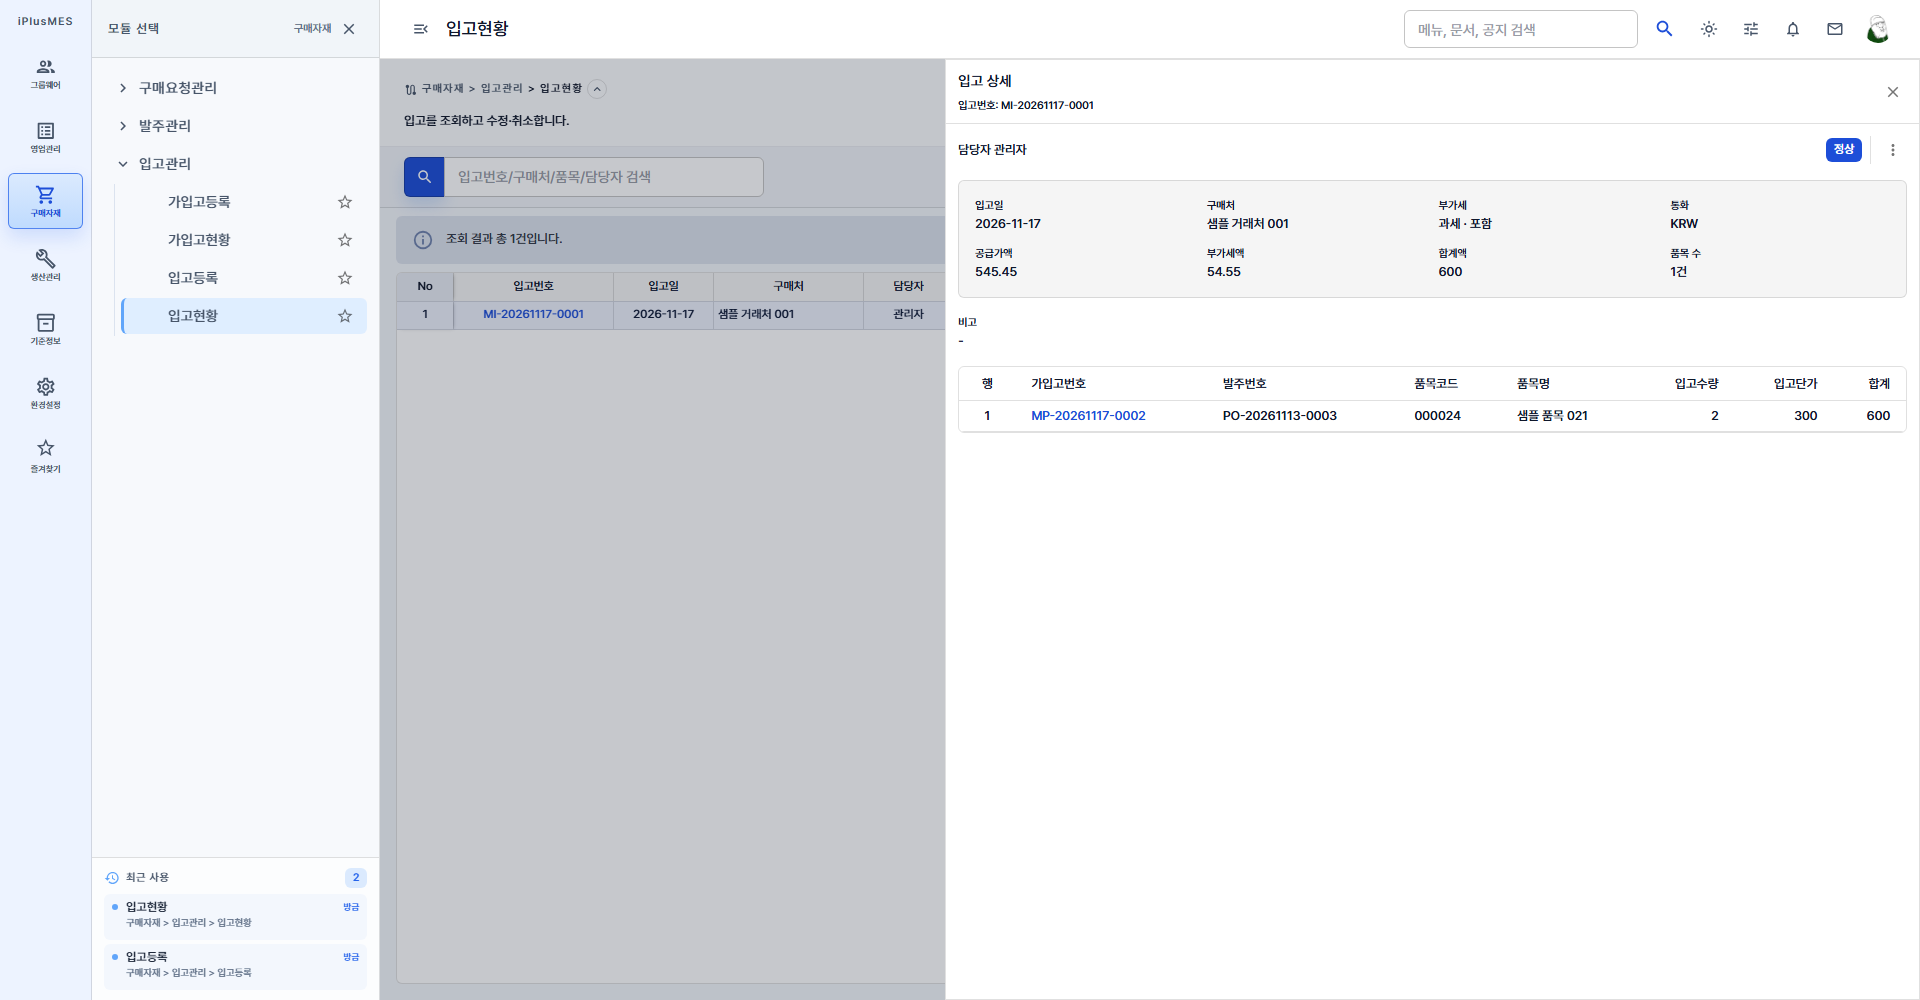 iPlusMES
그룹웨어
영업관리
구매자재
생산관리
기준정보
환경설정
즐겨찾기
모듈 선택
구매자재
구매요청관리
발주관리
입고관리
가입고등록
가입고현황
입고등록
입고현황
최근 사용
2
입고현황
방금
구매자재 > 입고관리 > 입고현황
입고등록
방금
구매자재 > 입고관리 > 입고등록
입고현황
메뉴, 문서, 공지 검색
구매자재 > 입고관리 > 입고현황
입고를 조회하고 수정·취소합니다.
입고번호/구매처/품목/담당자 검색
조회 결과 총 1건입니다.
No 입고번호 입고일 구매처 담당자
1 MI-20261117-0001 2026-11-17 샘플 거래처 001 관리자
입고 상세
입고번호: MI-20261117-0001
담당자 관리자
정상
입고일 구매처 부가세 통화
2026-11-17 샘플 거래처 001 과세 · 포함 KRW
공급가액 부가세액 합계액 품목 수
545.45 54.55 600 1건
비고
-
행 가입고번호 발주번호 품목코드 품목명 입고수량 입고단가 합계
1 MP-20261117-0002 PO-20261113-0003 000024 샘플 품목 021 2 300 600